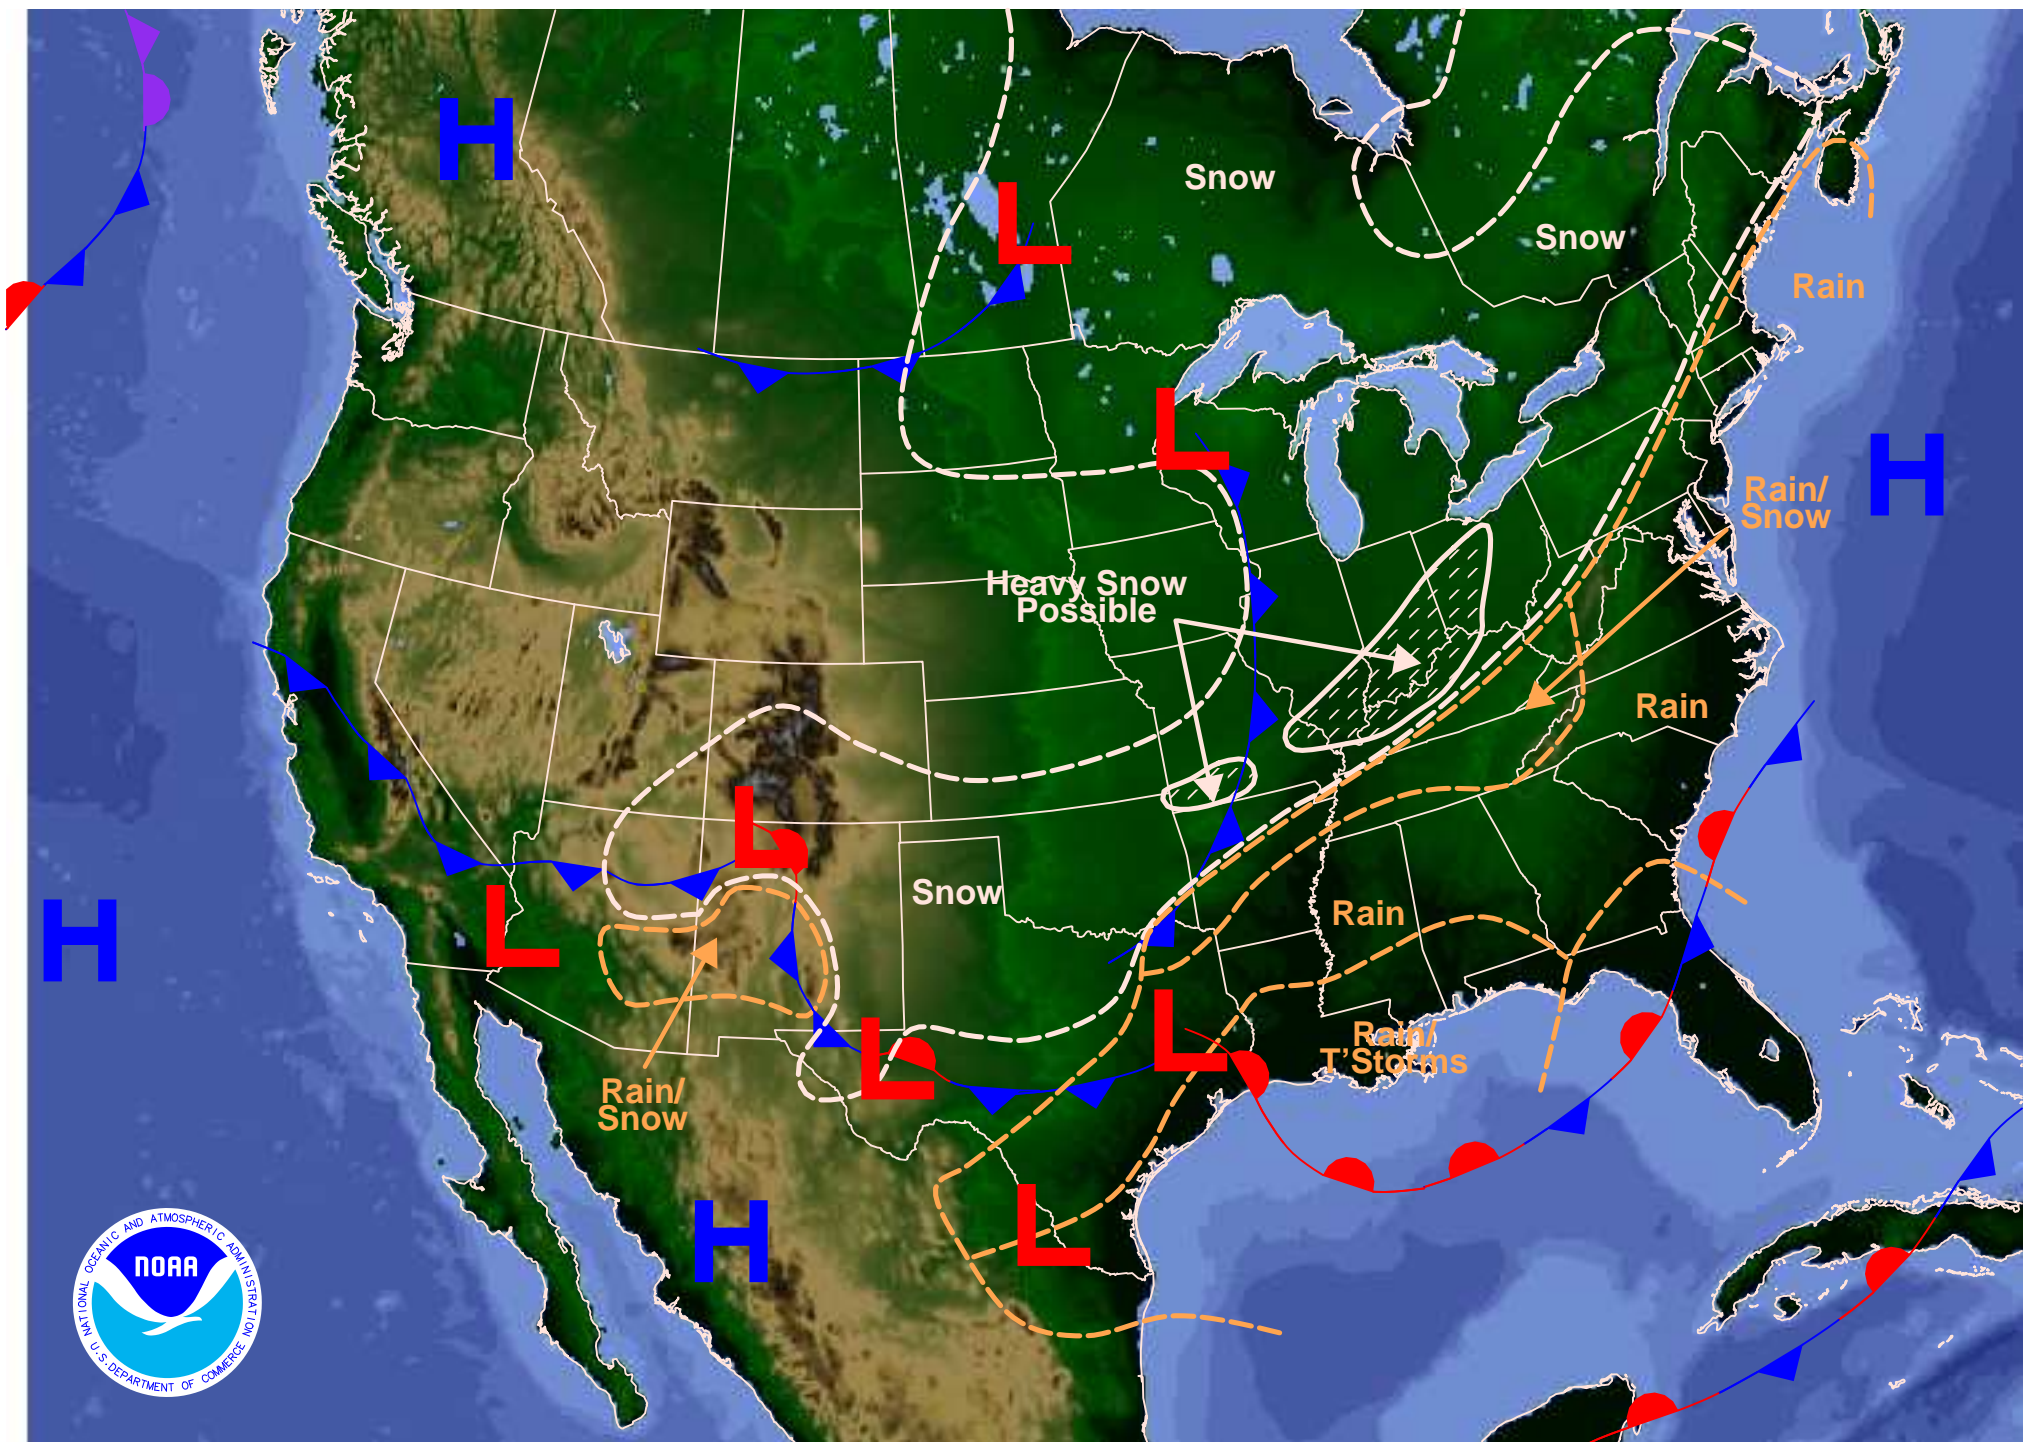 H
L
Snow
Snow
Rain
L
H
Rain/
Snow
Heavy Snow
Possible
Rain
L
L
Snow
Rain
H
L
L
Rain/
T'Storms
Rain/
Snow
H
L
NATIONAL OCEANIC AND ATMOSPHERIC ADMINISTRATION
NOAA
U.S. DEPARTMENT OF COMMERCE